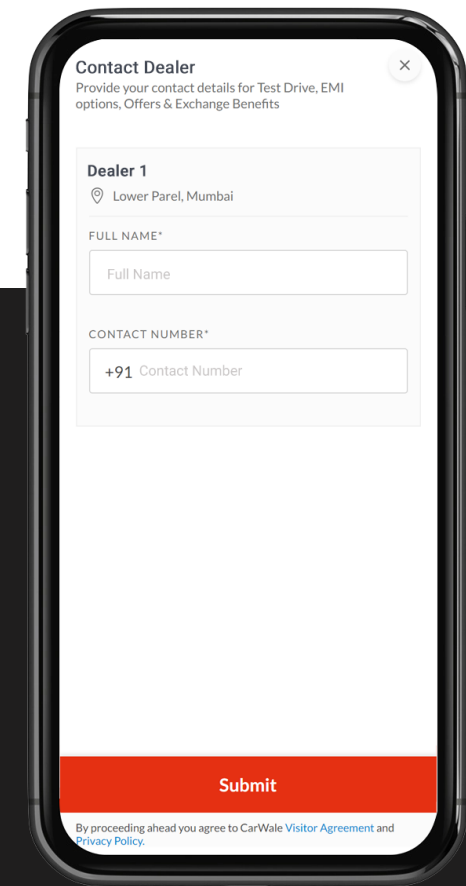 Contact Dealer
Provide your contact details for Test Drive, EMI
options, Offers & Exchange Benefits
Dealer 1
Lower Parel, Mumbai
FULL NAME*
Full Name
CONTACT NUMBER*
+91 Contact Number
Submit
By proceeding ahead you agree to CarWale Visitor Agreement and
Privacy Policy.